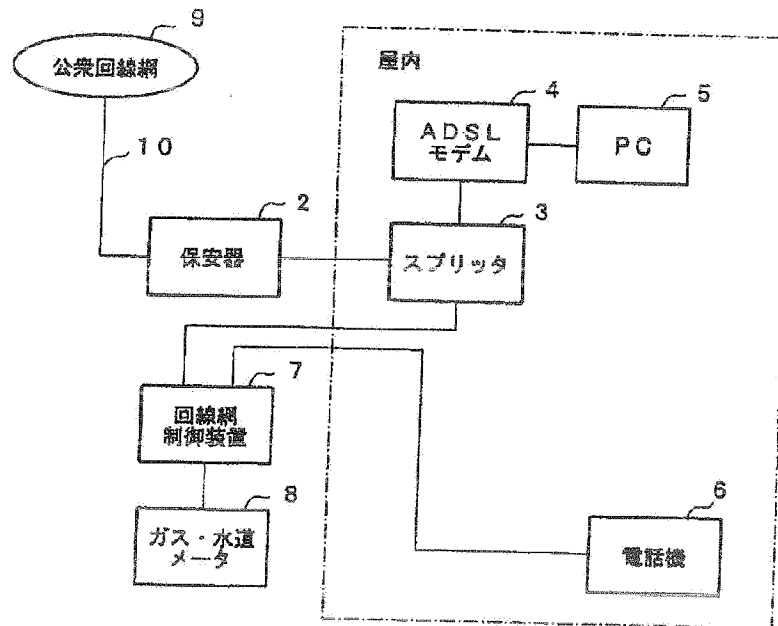 9
公衆回線網
屋内
4
5
ADSL
モデム
PC
10
2
3
保安器
スプリッタ
7
回線網
制御装置
8
6
ガス・水道
メータ
電話機